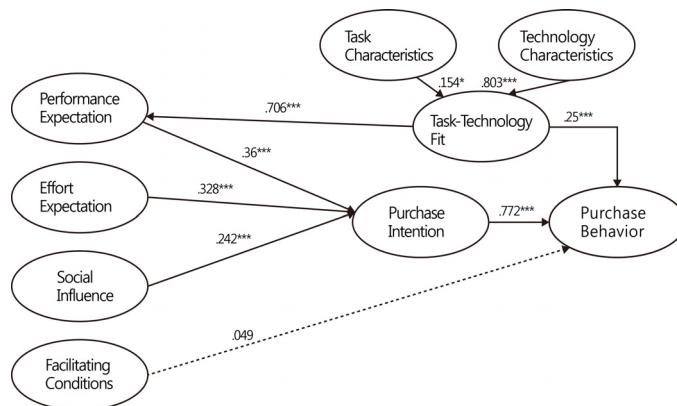 Task
Characteristics
Technology
Characteristics
.154*
.803***
Performance
Expectation
.706***
Task-Technology
Fit
.25***
.36***
Effort
Expectation
.328***
Purchase
Intention
.772***
Purchase
Behavior
.242***
Social
Influence
.049
Facilitating
Conditions